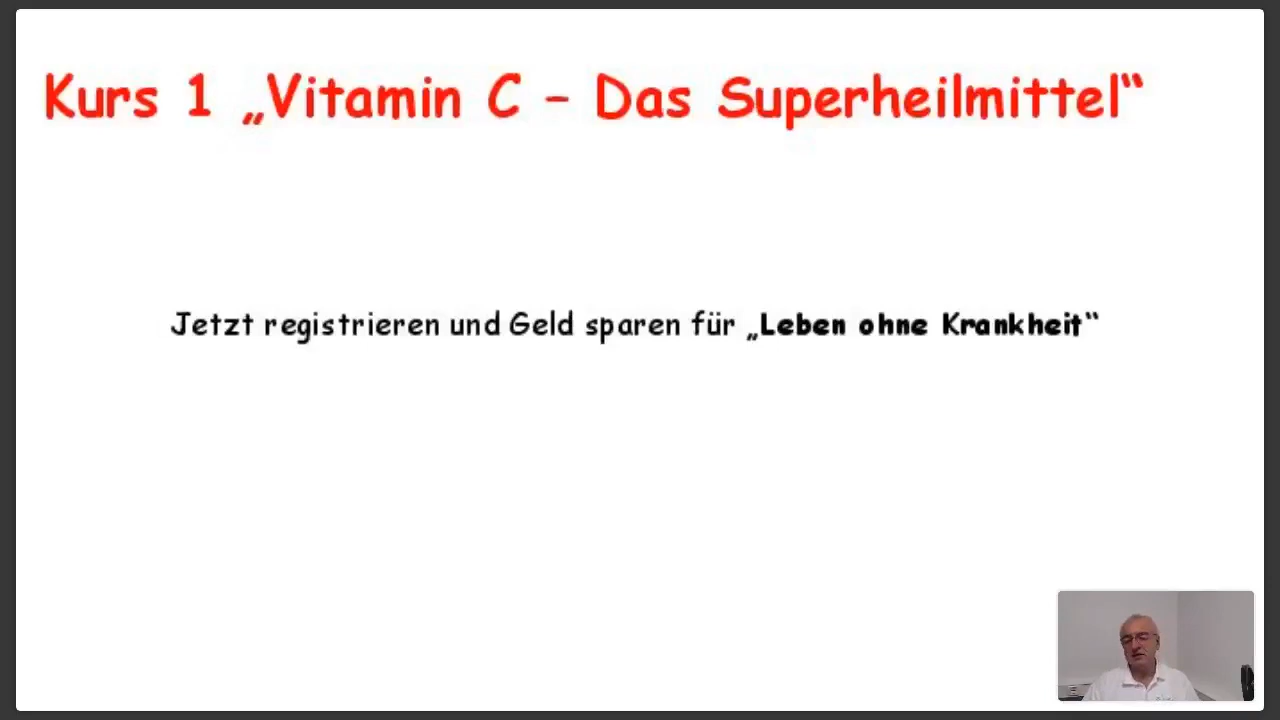 Kurs 1 „Vitamin C – Das Superheilmittel“
Jetzt registrieren und Geld sparen für „Leben ohne Krankheit“